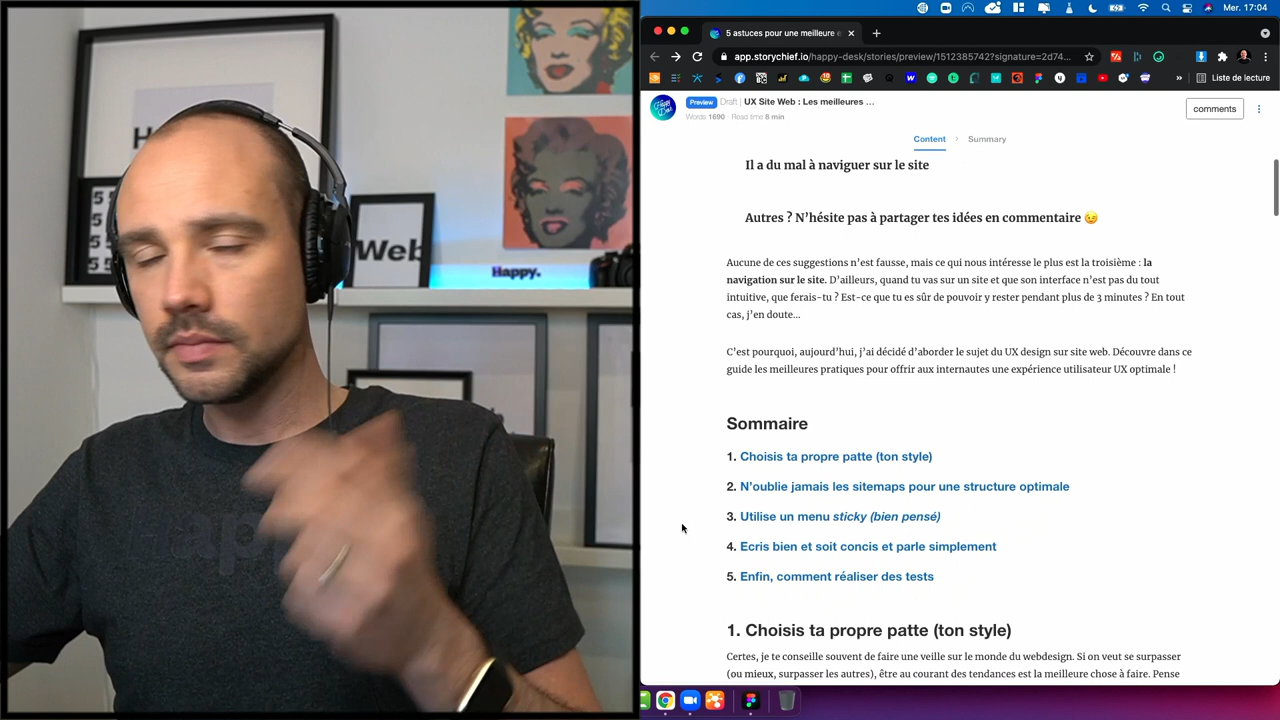 H
5 5
5 5
5 5
5 5
Web
Happy.
Mer. 17:04
5 astuces pour une meilleure e
app.storychief.io/happy-desk/stories/preview/1512385742?signature=2d74...
Liste de lecture
Preview Draft | UX Site Web : Les meilleures …
Words 1690 · Read time 8 min
comments
Content > Summary
Il a du mal à naviguer sur le site
Autres ? N’hésite pas à partager tes idées en commentaire 😉
Aucune de ces suggestions n’est fausse, mais ce qui nous intéresse le plus est la troisième : la
navigation sur le site. D’ailleurs, quand tu vas sur un site et que son interface n’est pas du tout
intuitive, que ferais-tu ? Est-ce que tu es sûr de pouvoir y rester pendant plus de 3 minutes ? En tout
cas, j’en doute…
C’est pourquoi, aujourd’hui, j’ai décidé d’aborder le sujet du UX design sur site web. Découvre dans ce
guide les meilleures pratiques pour offrir aux internautes une expérience utilisateur UX optimale !
Sommaire
1. Choisis ta propre patte (ton style)
2. N’oublie jamais les sitemaps pour une structure optimale
3. Utilise un menu sticky (bien pensé)
4. Ecris bien et soit concis et parle simplement
5. Enfin, comment réaliser des tests
1. Choisis ta propre patte (ton style)
Certes, je te conseille souvent de faire une veille sur le monde du webdesign. Si on veut se surpasser
(ou mieux, surpasser les autres), être au courant des tendances est la meilleure chose à faire. Pense